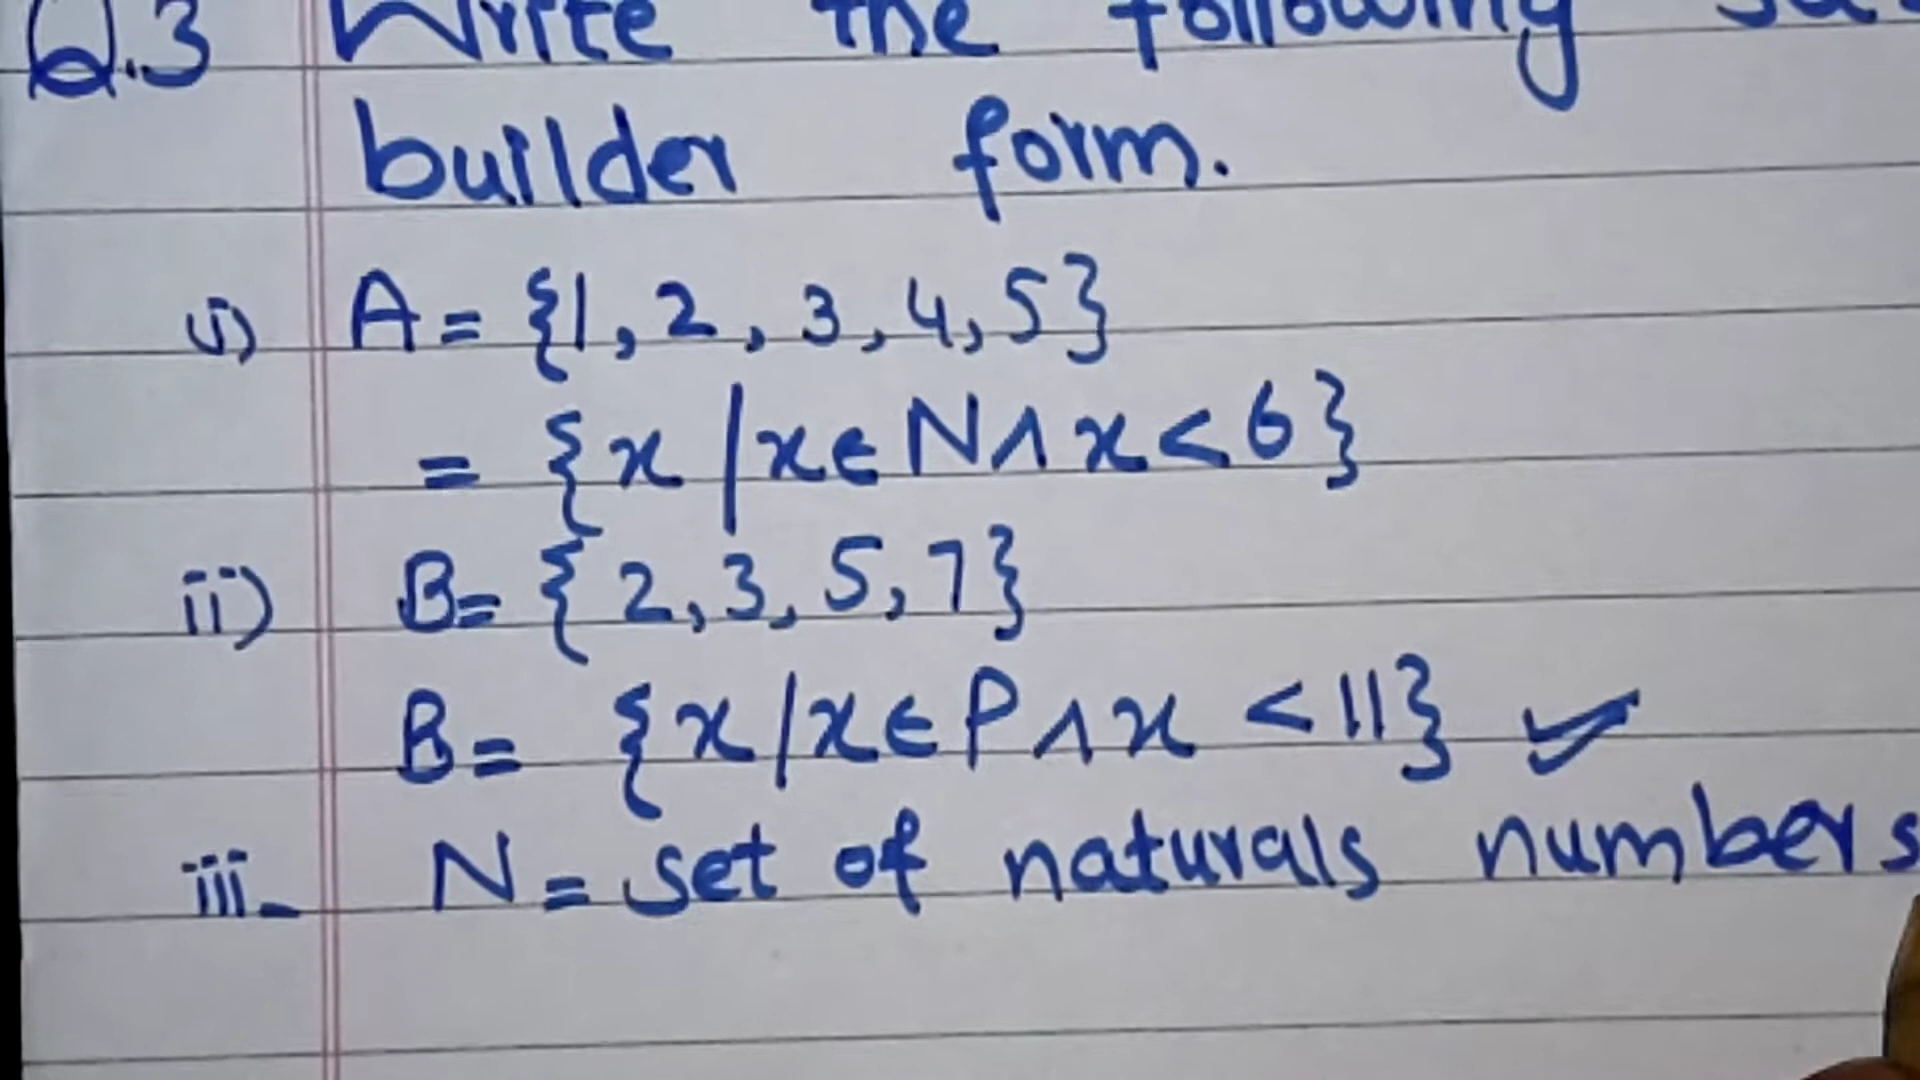 Q.3 Write the following
builder form.
i) A = {1, 2, 3, 4, 5}
= {x / x ∈ N ∧ x < 6}
ii) B = {2, 3, 5, 7}
B = {x / x ∈ P ∧ x < 11} ✓
iii. N = set of naturals numbers